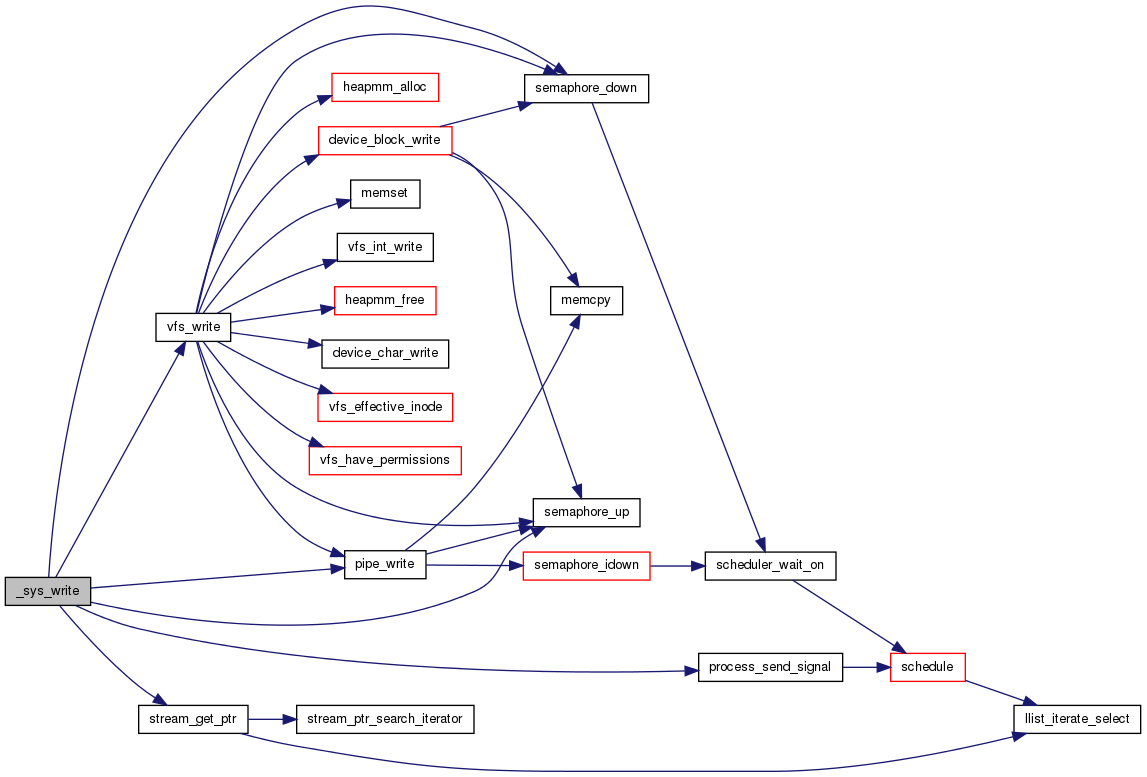 semaphore_down
heapmm_alloc
device_block_write
memset
vfs_int_write
heapmm_free
memcpy
vfs_write
device_char_write
vfs_effective_inode
vfs_have_permissions
semaphore_up
pipe_write
semaphore_idown
scheduler_wait_on
_sys_write
process_send_signal
schedule
stream_get_ptr
stream_ptr_search_iterator
llist_iterate_select